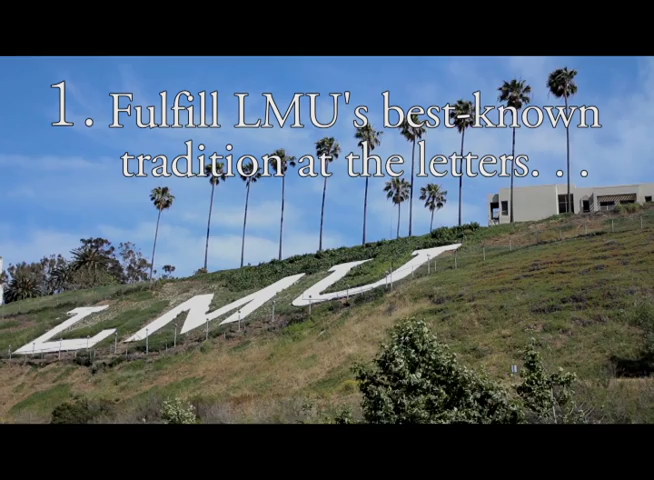 1. Fulfill LMU's best-known
tradition at the letters. . .
LMU